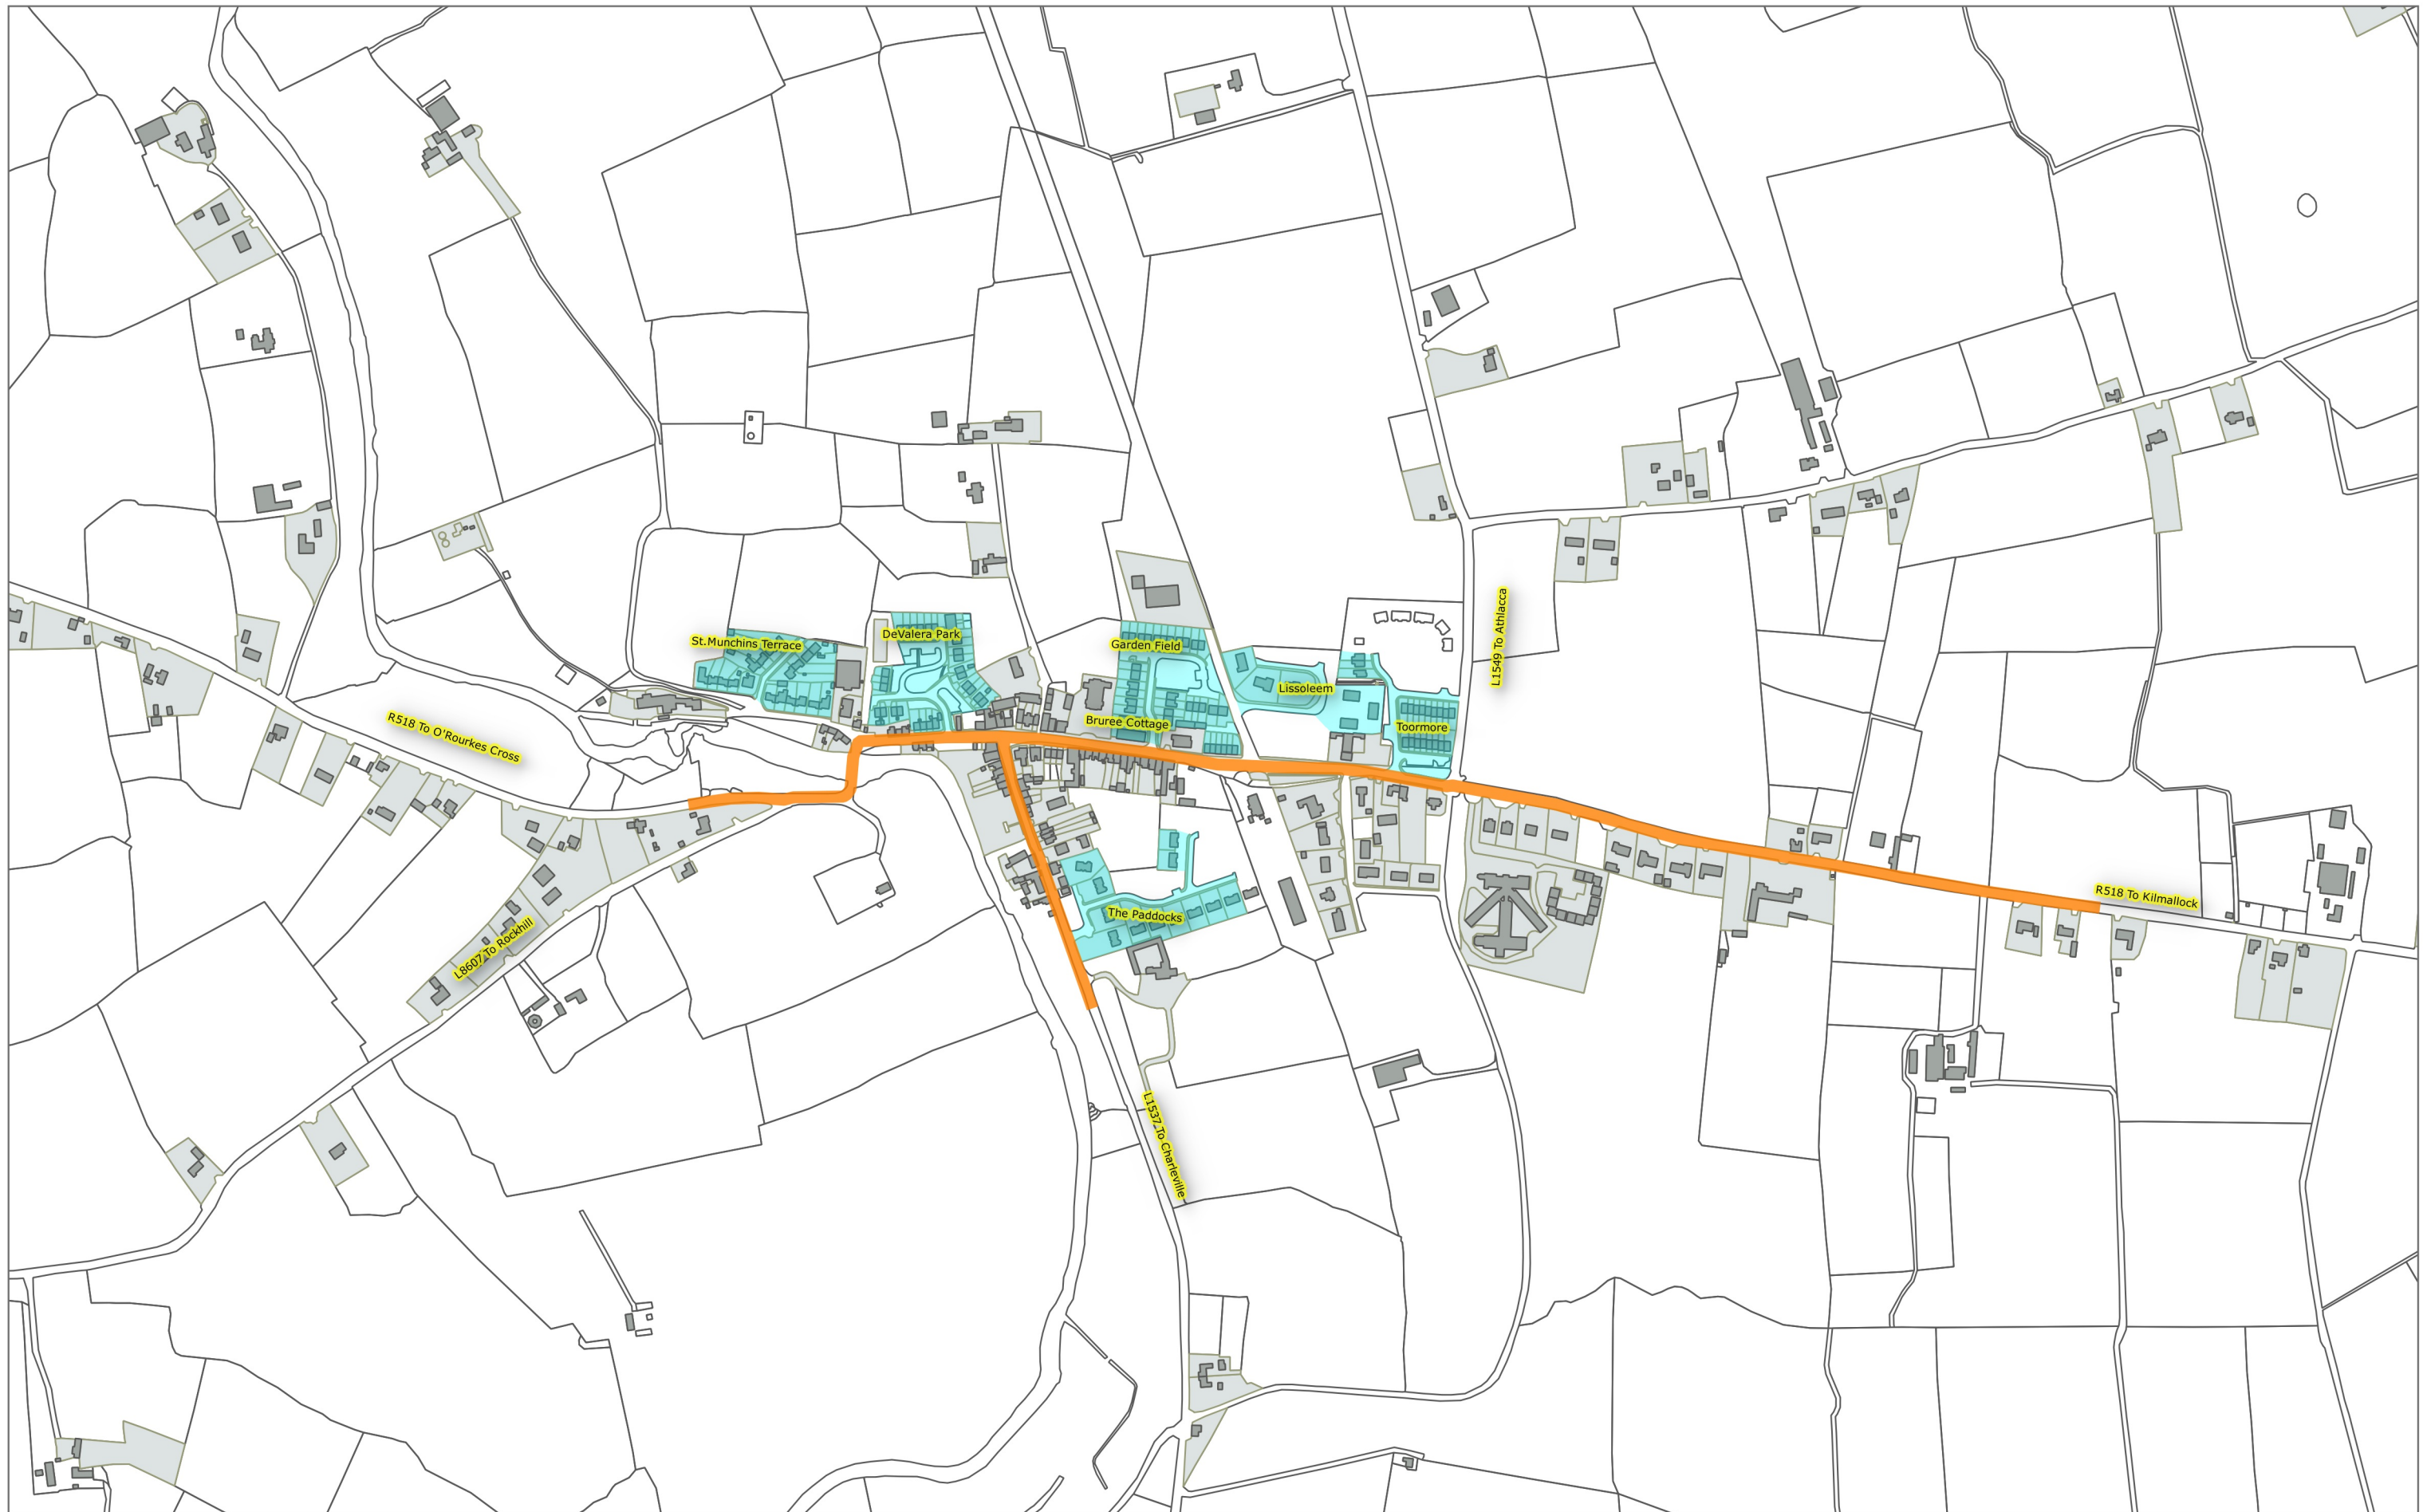 L1549 To Athlacca
DeValera Park
St.Munchins Terrace
Garden Field
Lissoleem
Bruree Cottage
Toormore
R518 To O'Rourkes Cross
R518 To Kilmallock
The Paddocks
L8607 To Rockhill
L1537 To Charleville